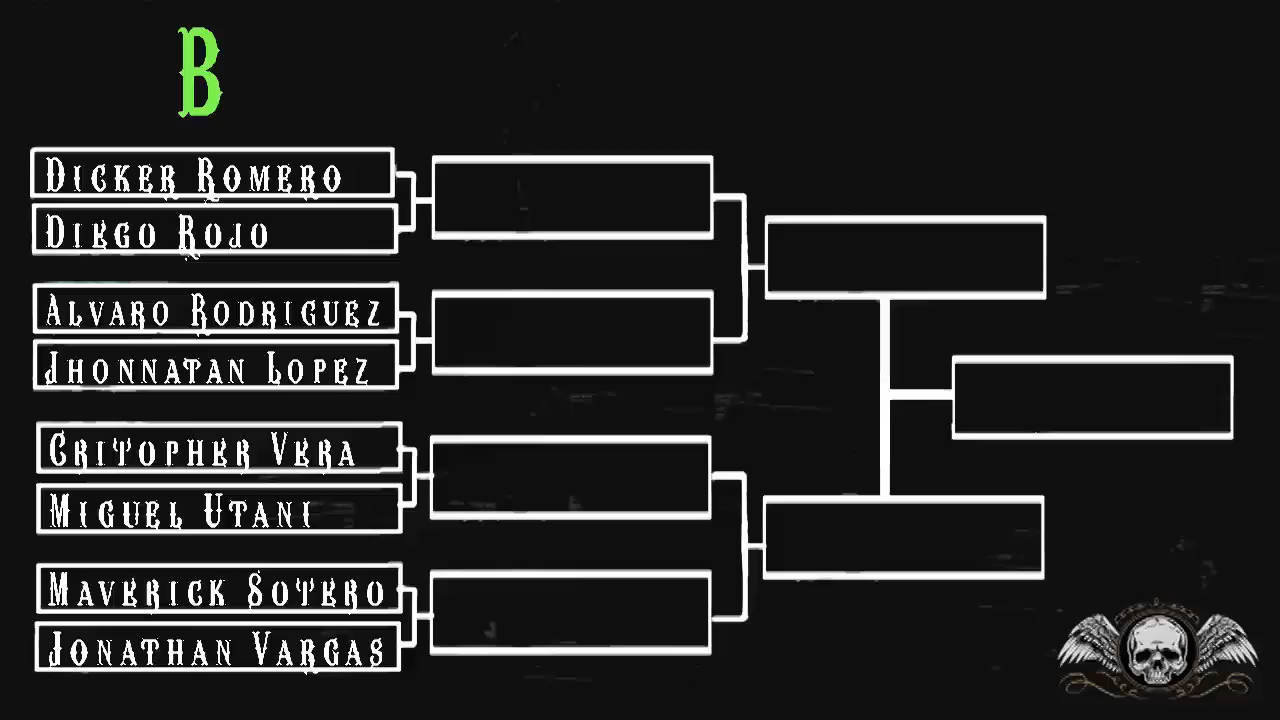 B
Dicker Romero
Diego Rojo
Alvaro Rodriguez
Jhonnatan Lopez
Critopher Vera
Miguel Utani
Maverick Sotero
Jonathan Vargas